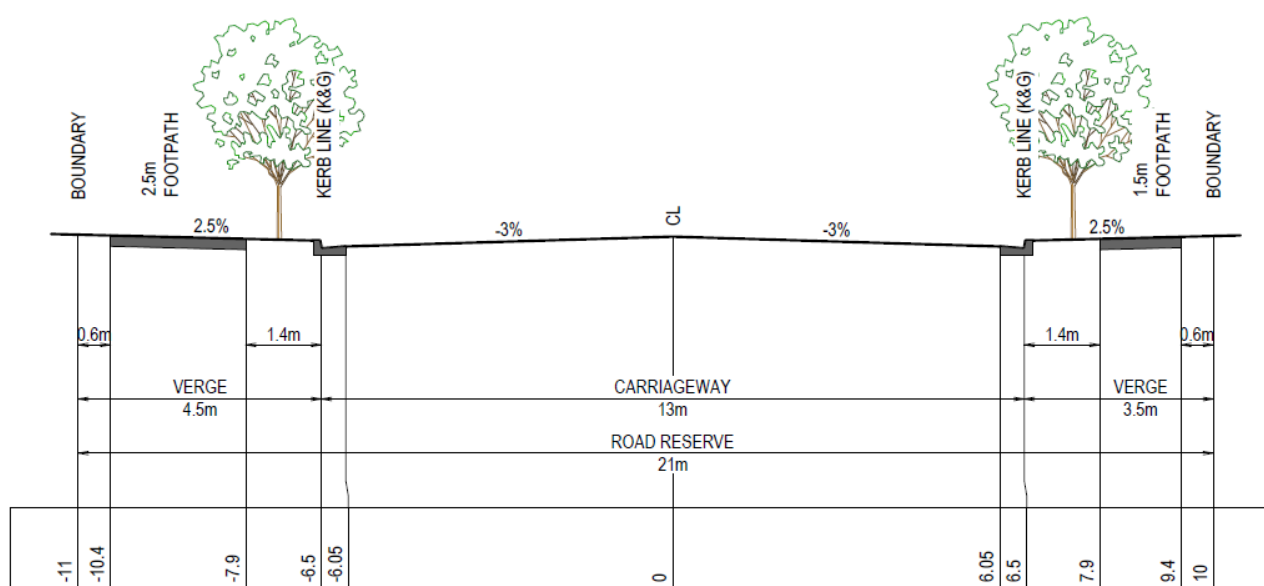 BOUNDARY
2.5m
FOOTPATH
KERB LINE (K&G)
CL
KERB LINE (K&G)
1.5m
FOOTPATH
BOUNDARY
2.5%
-3%
-3%
2.5%
0.6m
1.4m
1.4m
0.6m
VERGE
4.5m
CARRIAGEWAY
13m
VERGE
3.5m
ROAD RESERVE
21m
-11
-10.4
-7.9
-6.5
-6.05
0
6.05
6.5
7.9
9.4
10